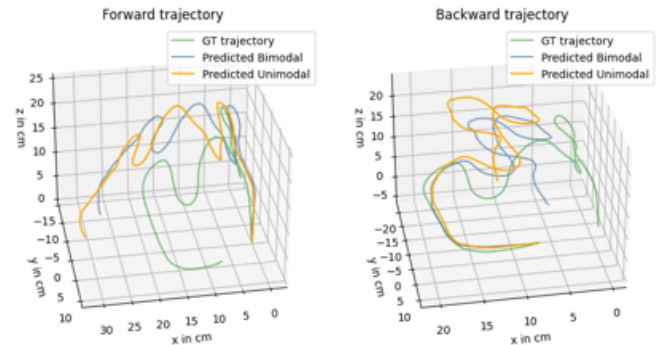 Forward trajectory
GT trajectory
Predicted Bimodal
Predicted Unimodal
25
20
15
10
5
0
z in cm
−15
−10
−5
0
5
10
y in cm
30
25
20
15
10
5
0
x in cm
Backward trajectory
GT trajectory
Predicted Bimodal
Predicted Unimodal
20
15
10
5
0
−5
z in cm
−20
−15
−10
−5
0
5
10
y in cm
20
15
10
5
0
x in cm